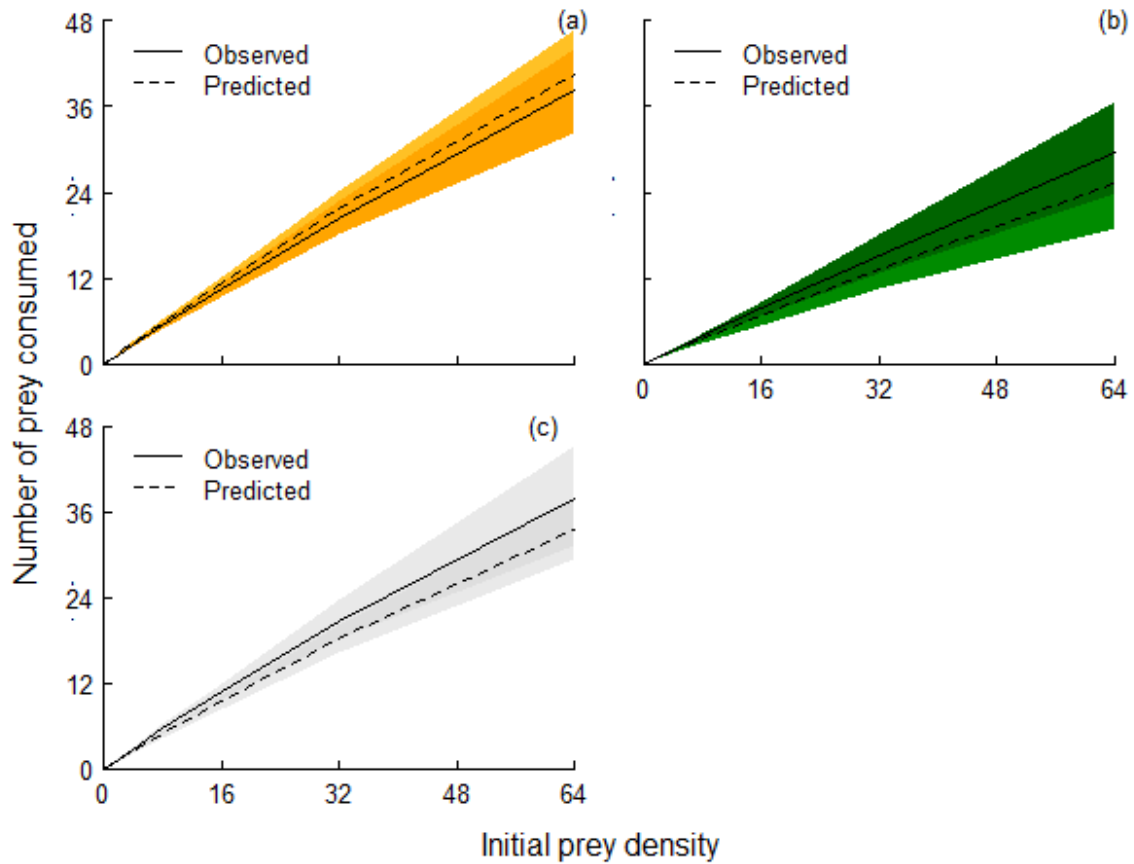 (a)
48
36
24
12
0
Observed
Predicted
(b)
Observed
Predicted
0 16 32 48 64
(c)
48
36
24
12
0
Observed
Predicted
0 16 32 48 64
Number of prey consumed
Initial prey density